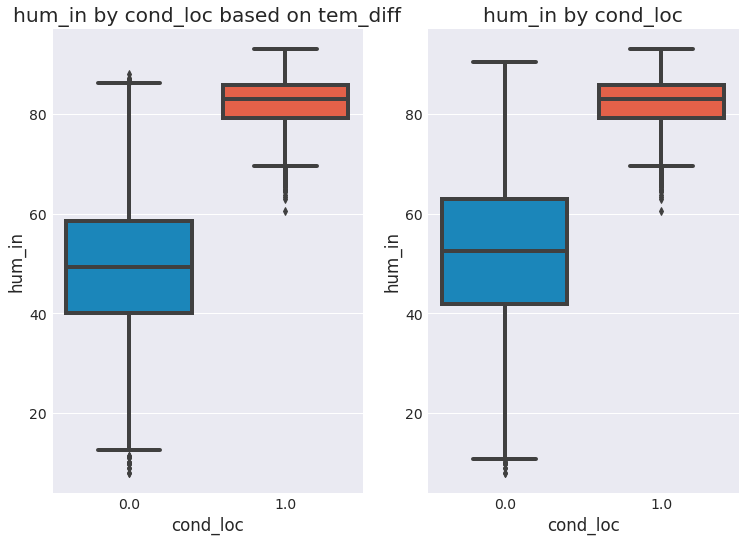 hum_in by cond_loc based on tem_diff
hum_in
80
60
40
20
0.0 1.0
cond_loc
hum_in by cond_loc
hum_in
80
60
40
20
0.0 1.0
cond_loc